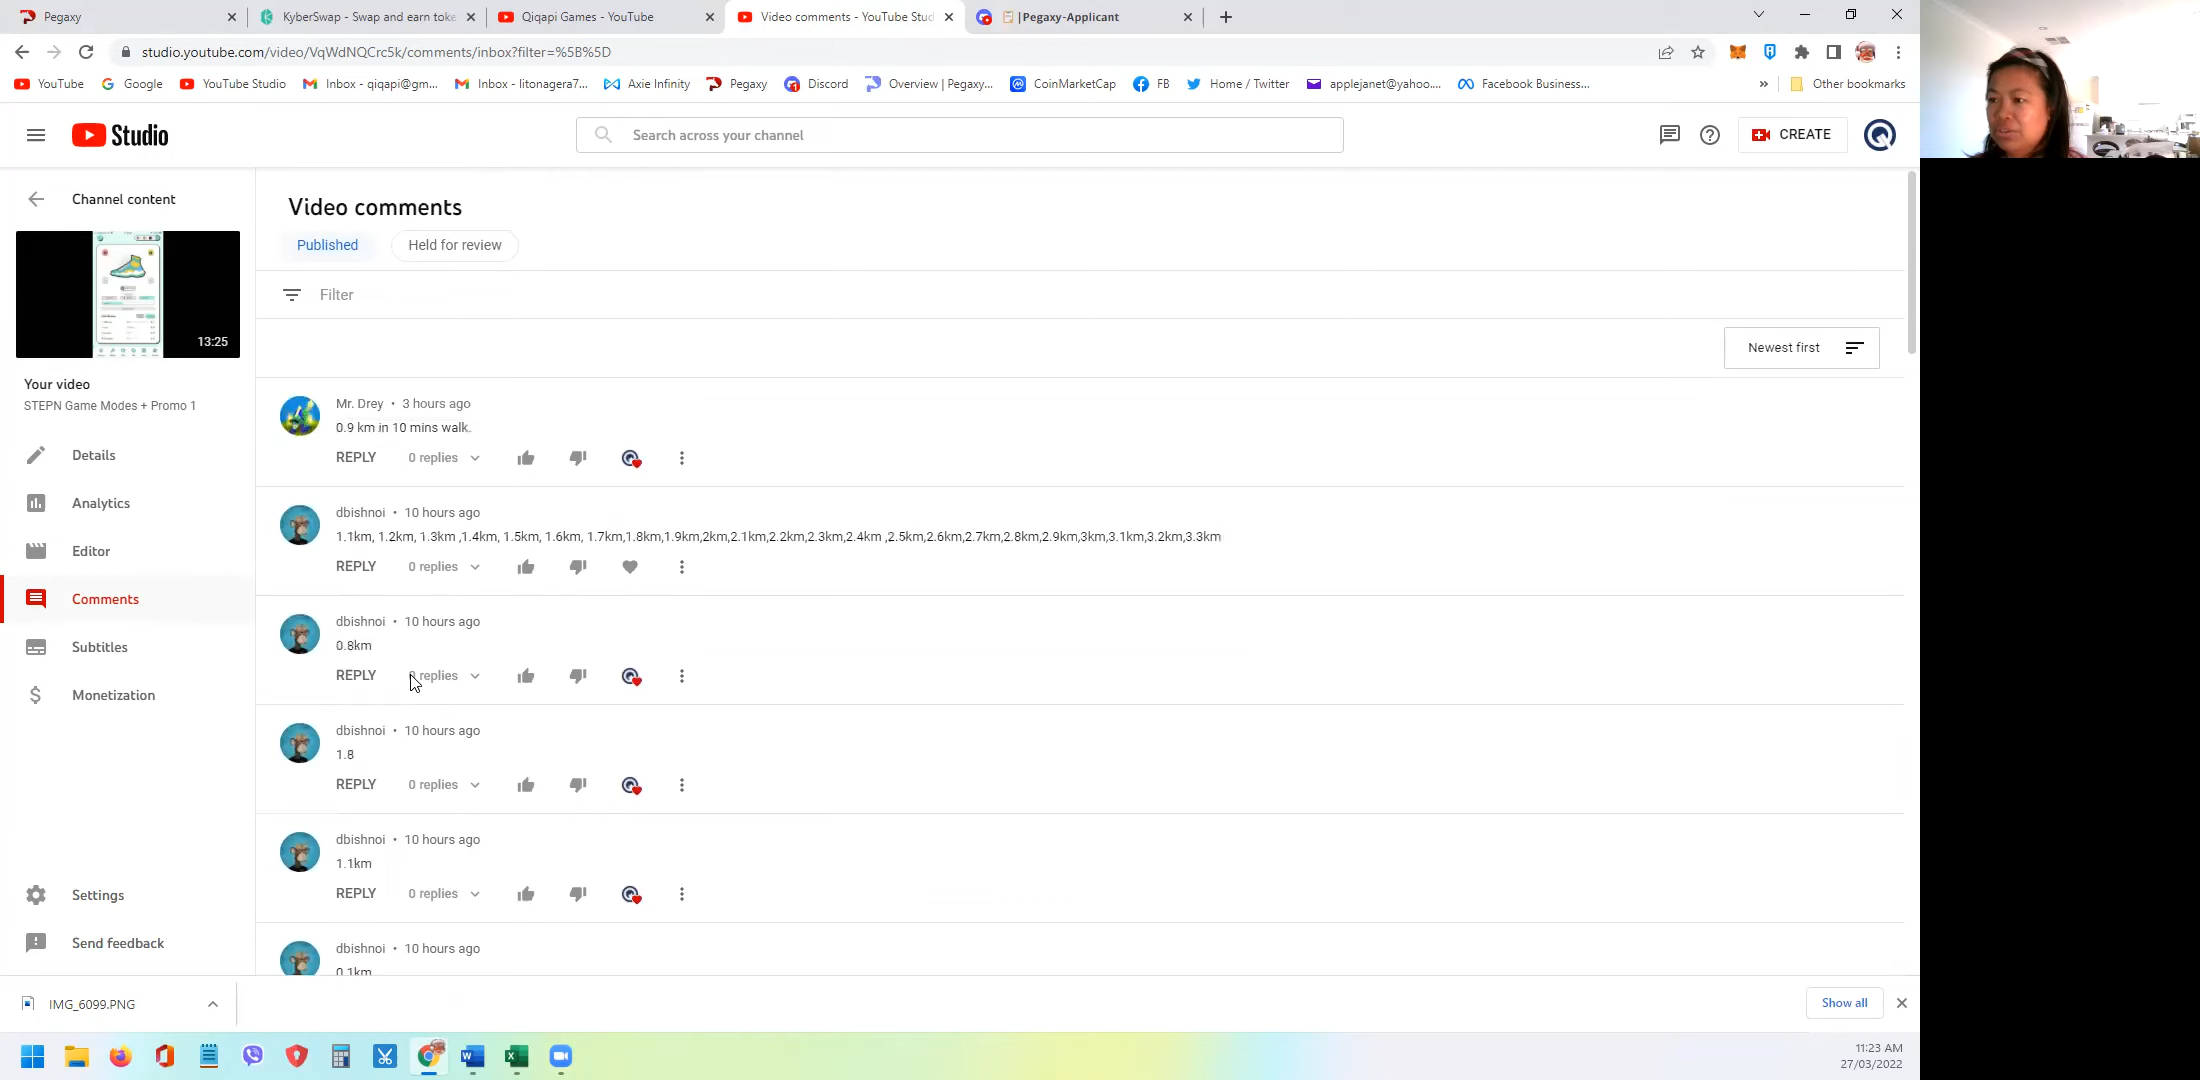 Pegaxy
KyberSwap - Swap and earn toke
Qiqapi Games - YouTube
Video comments - YouTube Stud
|Pegaxy-Applicant
studio.youtube.com/video/VqWdNQCrc5k/comments/inbox?filter=%5B%5D
YouTube
Google
YouTube Studio
Inbox - qiqapi@gm...
Inbox - litonagera7...
Axie Infinity
Pegaxy
Discord
Overview | Pegaxy...
CoinMarketCap
FB
Home / Twitter
applejanet@yahoo....
Facebook Business...
»
Other bookmarks
Studio
Search across your channel
CREATE
Channel content
13:25
Your video
STEPN Game Modes + Promo 1
Details
Analytics
Editor
Comments
Subtitles
Monetization
Settings
Send feedback
Video comments
Published
Held for review
Filter
Newest first
Mr. Drey • 3 hours ago
0.9 km in 10 mins walk.
REPLY 0 replies
dbishnoi • 10 hours ago
1.1km, 1.2km, 1.3km ,1.4km, 1.5km, 1.6km, 1.7km,1.8km,1.9km,2km,2.1km,2.2km,2.3km,2.4km ,2.5km,2.6km,2.7km,2.8km,2.9km,3km,3.1km,3.2km,3.3km
REPLY 0 replies
dbishnoi • 10 hours ago
0.8km
REPLY replies
dbishnoi • 10 hours ago
1.8
REPLY 0 replies
dbishnoi • 10 hours ago
1.1km
REPLY 0 replies
dbishnoi • 10 hours ago
0.1km
IMG_6099.PNG
Show all
11:23 AM
27/03/2022